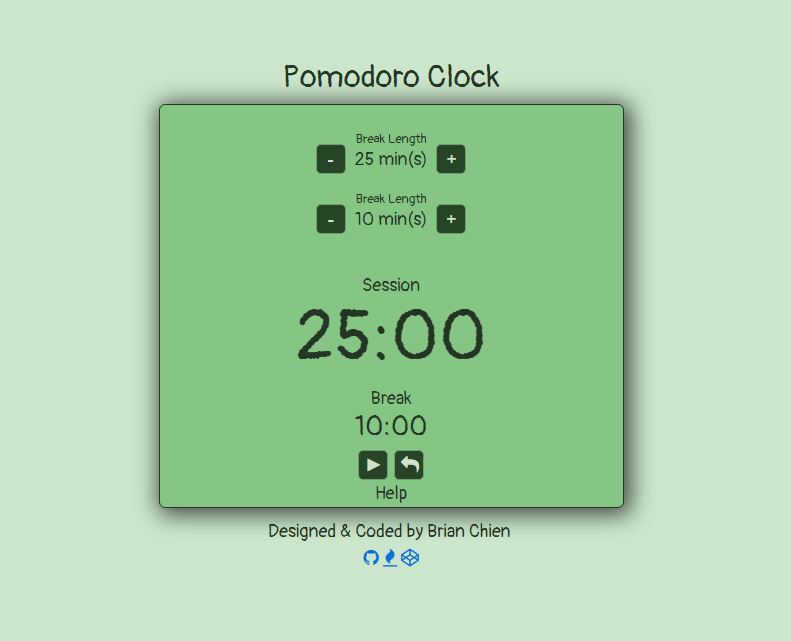 Pomodoro Clock
Break Length
- 25 min(s) +
Break Length
- 10 min(s) +
Session
25:00
Break
10:00
Help
Designed & Coded by Brian Chien